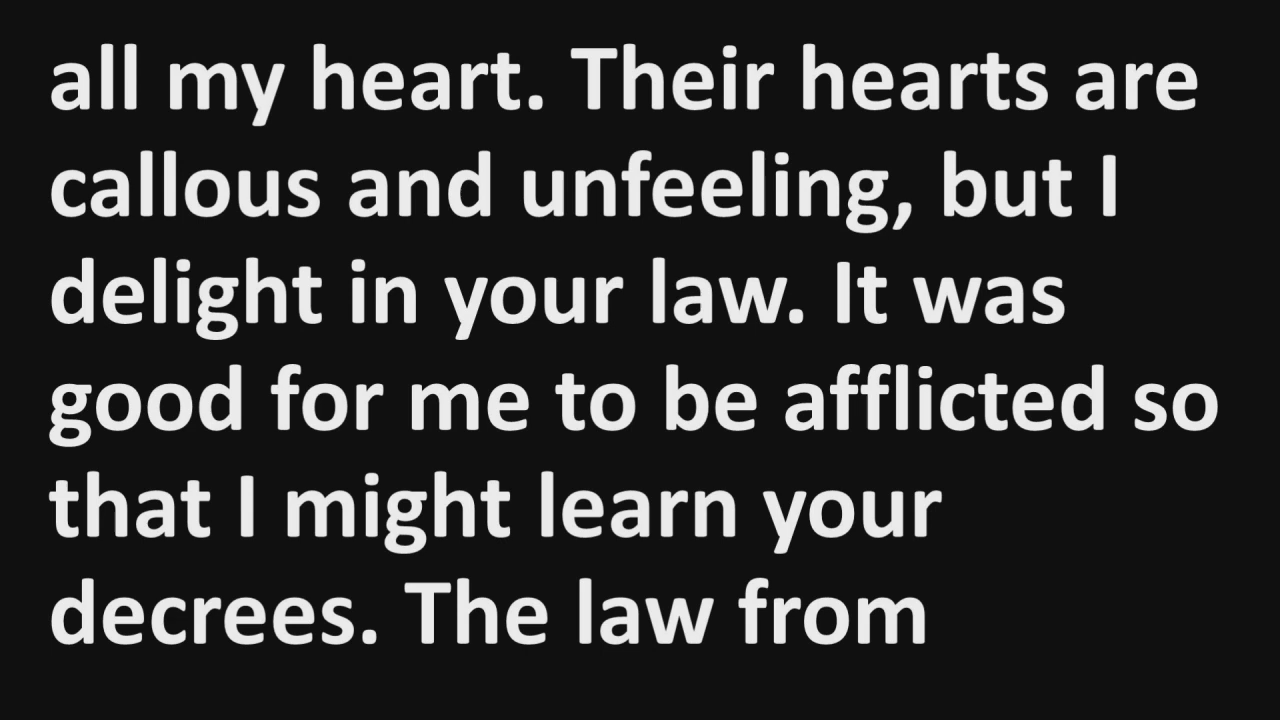 all my heart. Their hearts are
callous and unfeeling, but I
delight in your law. It was
good for me to be afflicted so
that I might learn your
decrees. The law from